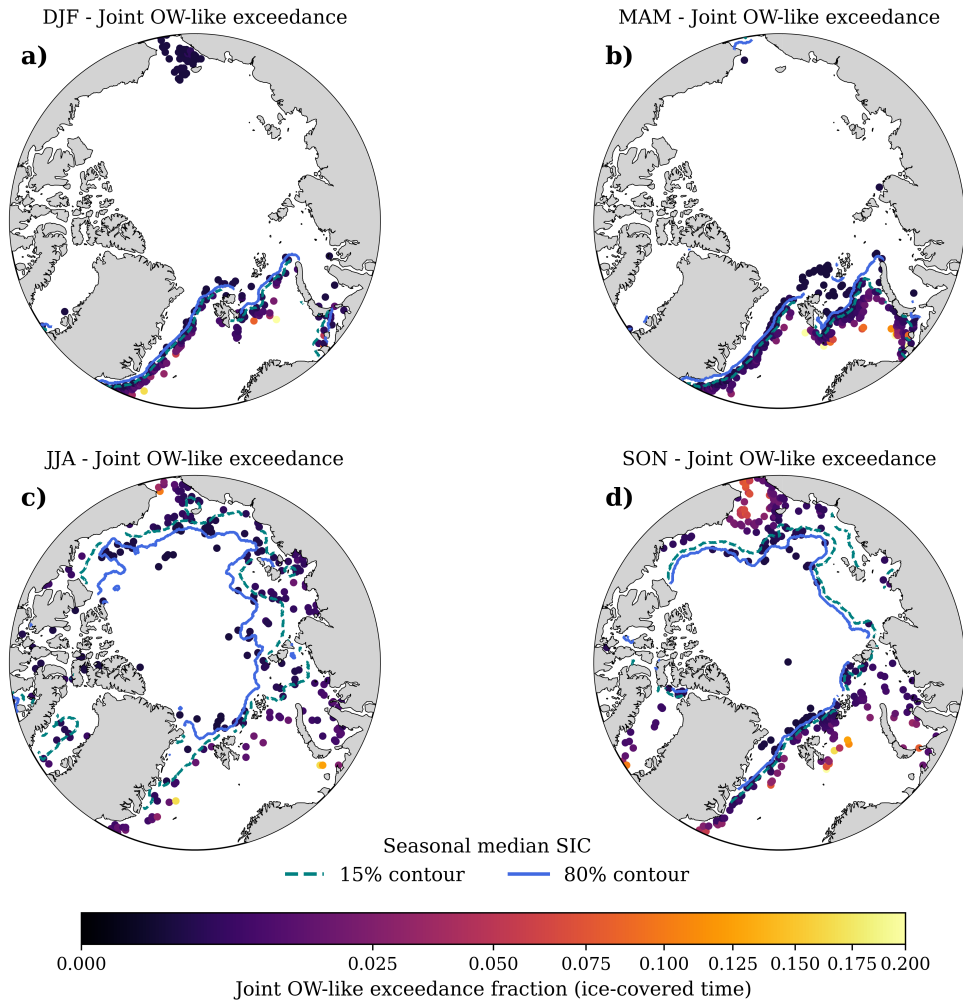 DJF - Joint OW-like exceedance
MAM - Joint OW-like exceedance
a)
b)
JJA - Joint OW-like exceedance
SON - Joint OW-like exceedance
c)
d)
Seasonal median SIC
15% contour
80% contour
0.000 0.025 0.050 0.075 0.100 0.125 0.150 0.175 0.200
Joint OW-like exceedance fraction (ice-covered time)